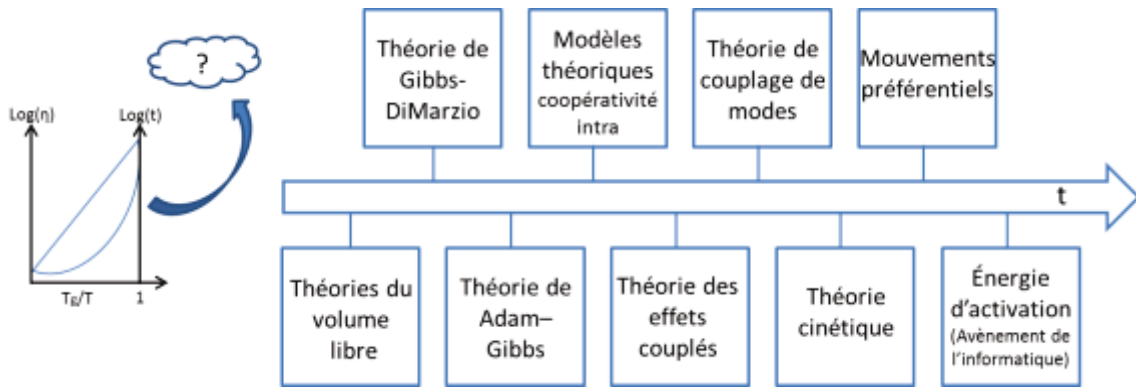 ?
Log(η)
Log(t)
Tg/T
1
Théorie de
Gibbs-
DiMarzio
Modèles
théoriques
coopérativité
intra
Théorie de
couplage de
modes
Mouvements
préférentiels
t
Théories du
volume
libre
Théorie de
Adam–
Gibbs
Théorie des
effets
couplés
Théorie
cinétique
Énergie
d'activation
(Avènement de
l'informatique)